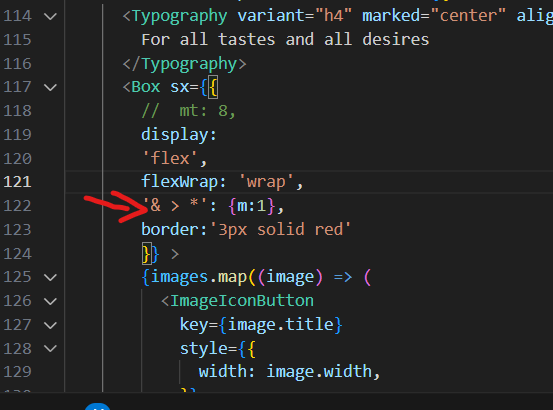 114 <Typography variant="h4" marked="center" alig
115 For all tastes and all desires
116 </Typography>
117 <Box sx={{
118 // mt: 8,
119 display:
120 'flex',
121 flexWrap: 'wrap',
122 '& > *': {m:1},
123 border:'3px solid red'
124 }} >
125 {images.map((image) => (
126 <ImageIconButton
127 key={image.title}
128 style={{
129 width: image.width,
}}